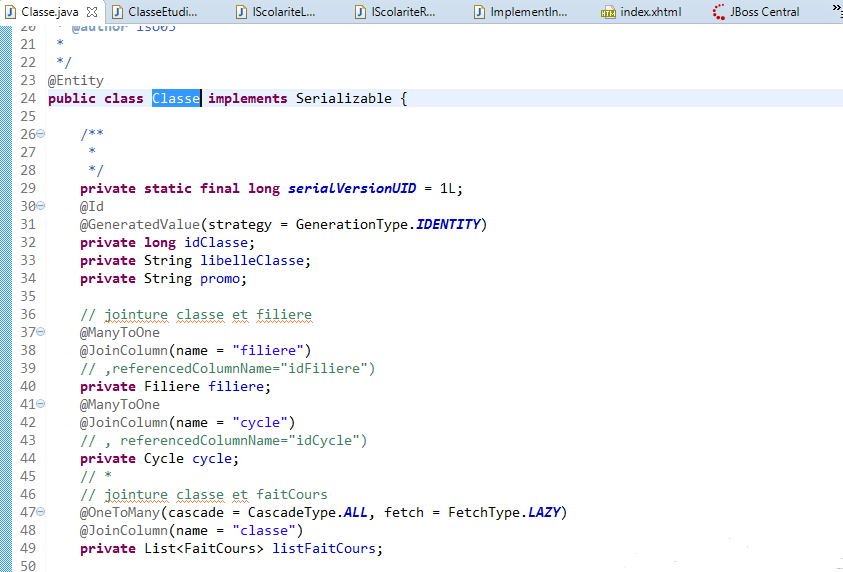 Classe.java ClasseEtudi... IScolariteL... IScolariteR... ImplementIn... index.xhtml JBoss Central
20 * @author iso05
21 *
22 */
23 @Entity
24 public class Classe implements Serializable {
25
26 /**
27 *
28 */
29 private static final long serialVersionUID = 1L;
30 @Id
31 @GeneratedValue(strategy = GenerationType.IDENTITY)
32 private long idClasse;
33 private String libelleClasse;
34 private String promo;
35
36 // jointure classe et filiere
37 @ManyToOne
38 @JoinColumn(name = "filiere")
39 // ,referencedColumnName="idFiliere")
40 private Filiere filiere;
41 @ManyToOne
42 @JoinColumn(name = "cycle")
43 // , referencedColumnName="idCycle")
44 private Cycle cycle;
45 // *
46 // jointure classe et faitCours
47 @OneToMany(cascade = CascadeType.ALL, fetch = FetchType.LAZY)
48 @JoinColumn(name = "classe")
49 private List<FaitCours> listFaitCours;
50